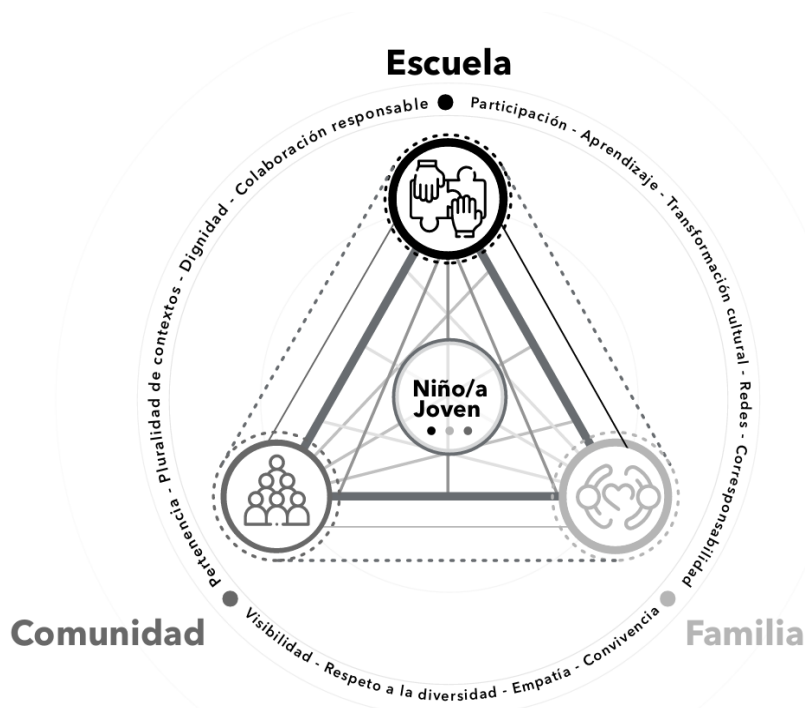 Escuela
Colaboración responsable
Participación - Aprendizaje - Transformación cultural - Redes - Corresponsabilidad
Pertenencia - Pluralidad de contextos - Dignidad -
Niño/a
Joven
Comunidad
Familia
Visibilidad - Respeto a la diversidad - Empatía - Convivencia